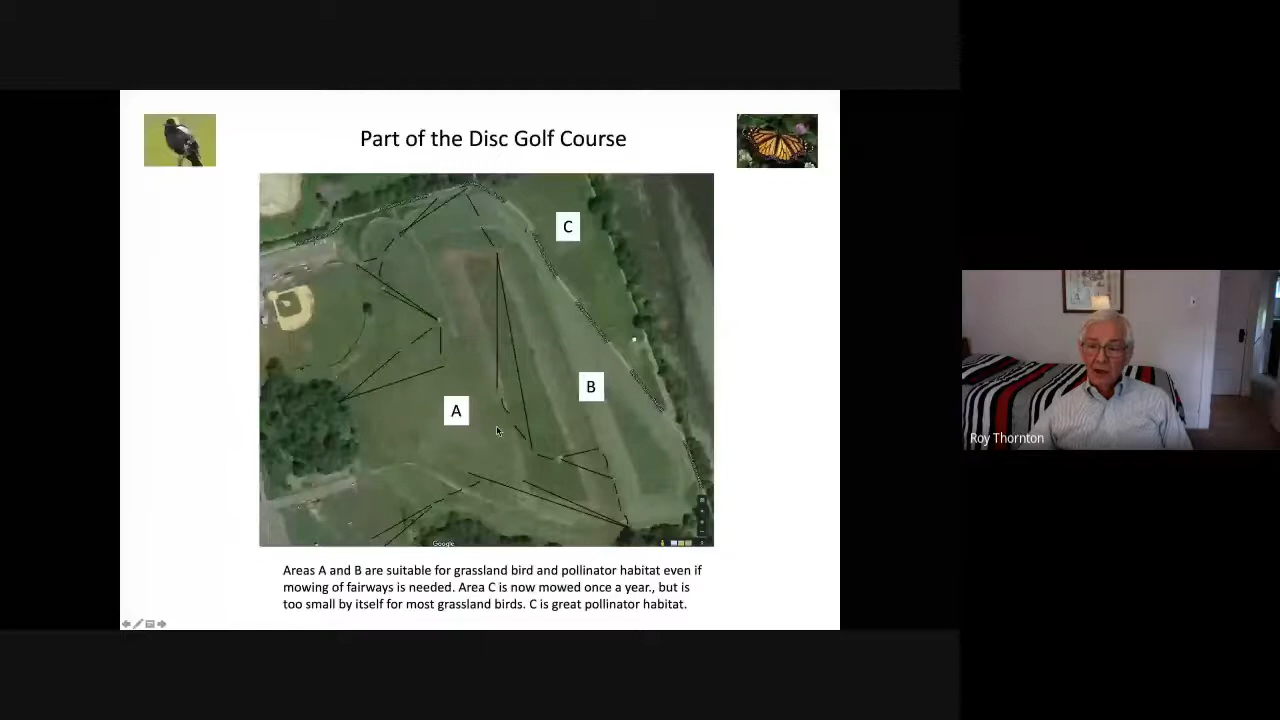 Part of the Disc Golf Course
C
B
A
Google
Areas A and B are suitable for grassland bird and pollinator habitat even if
mowing of fairways is needed. Area C is now mowed once a year., but is
too small by itself for most grassland birds. C is great pollinator habitat.
Roy Thornton